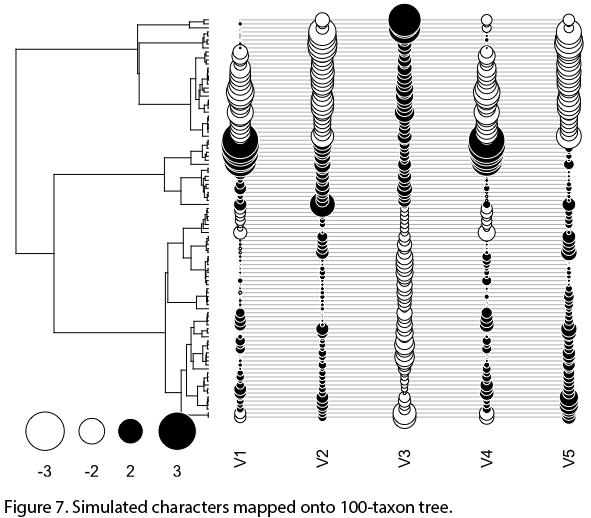 -3 -2 2 3
V1 V2 V3 V4 V5
Figure 7. Simulated characters mapped onto 100-taxon tree.